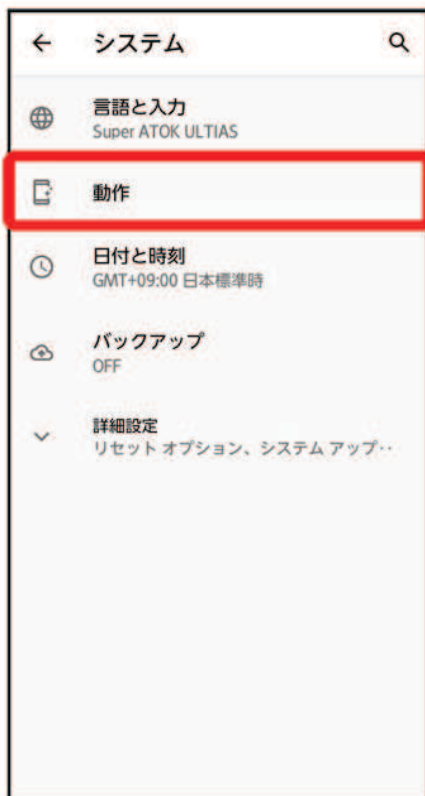 システム
言語と入力
Super ATOK ULTIAS
動作
日付と時刻
GMT+09:00 日本標準時
バックアップ
OFF
詳細設定
リセット オプション、システム アップ‥